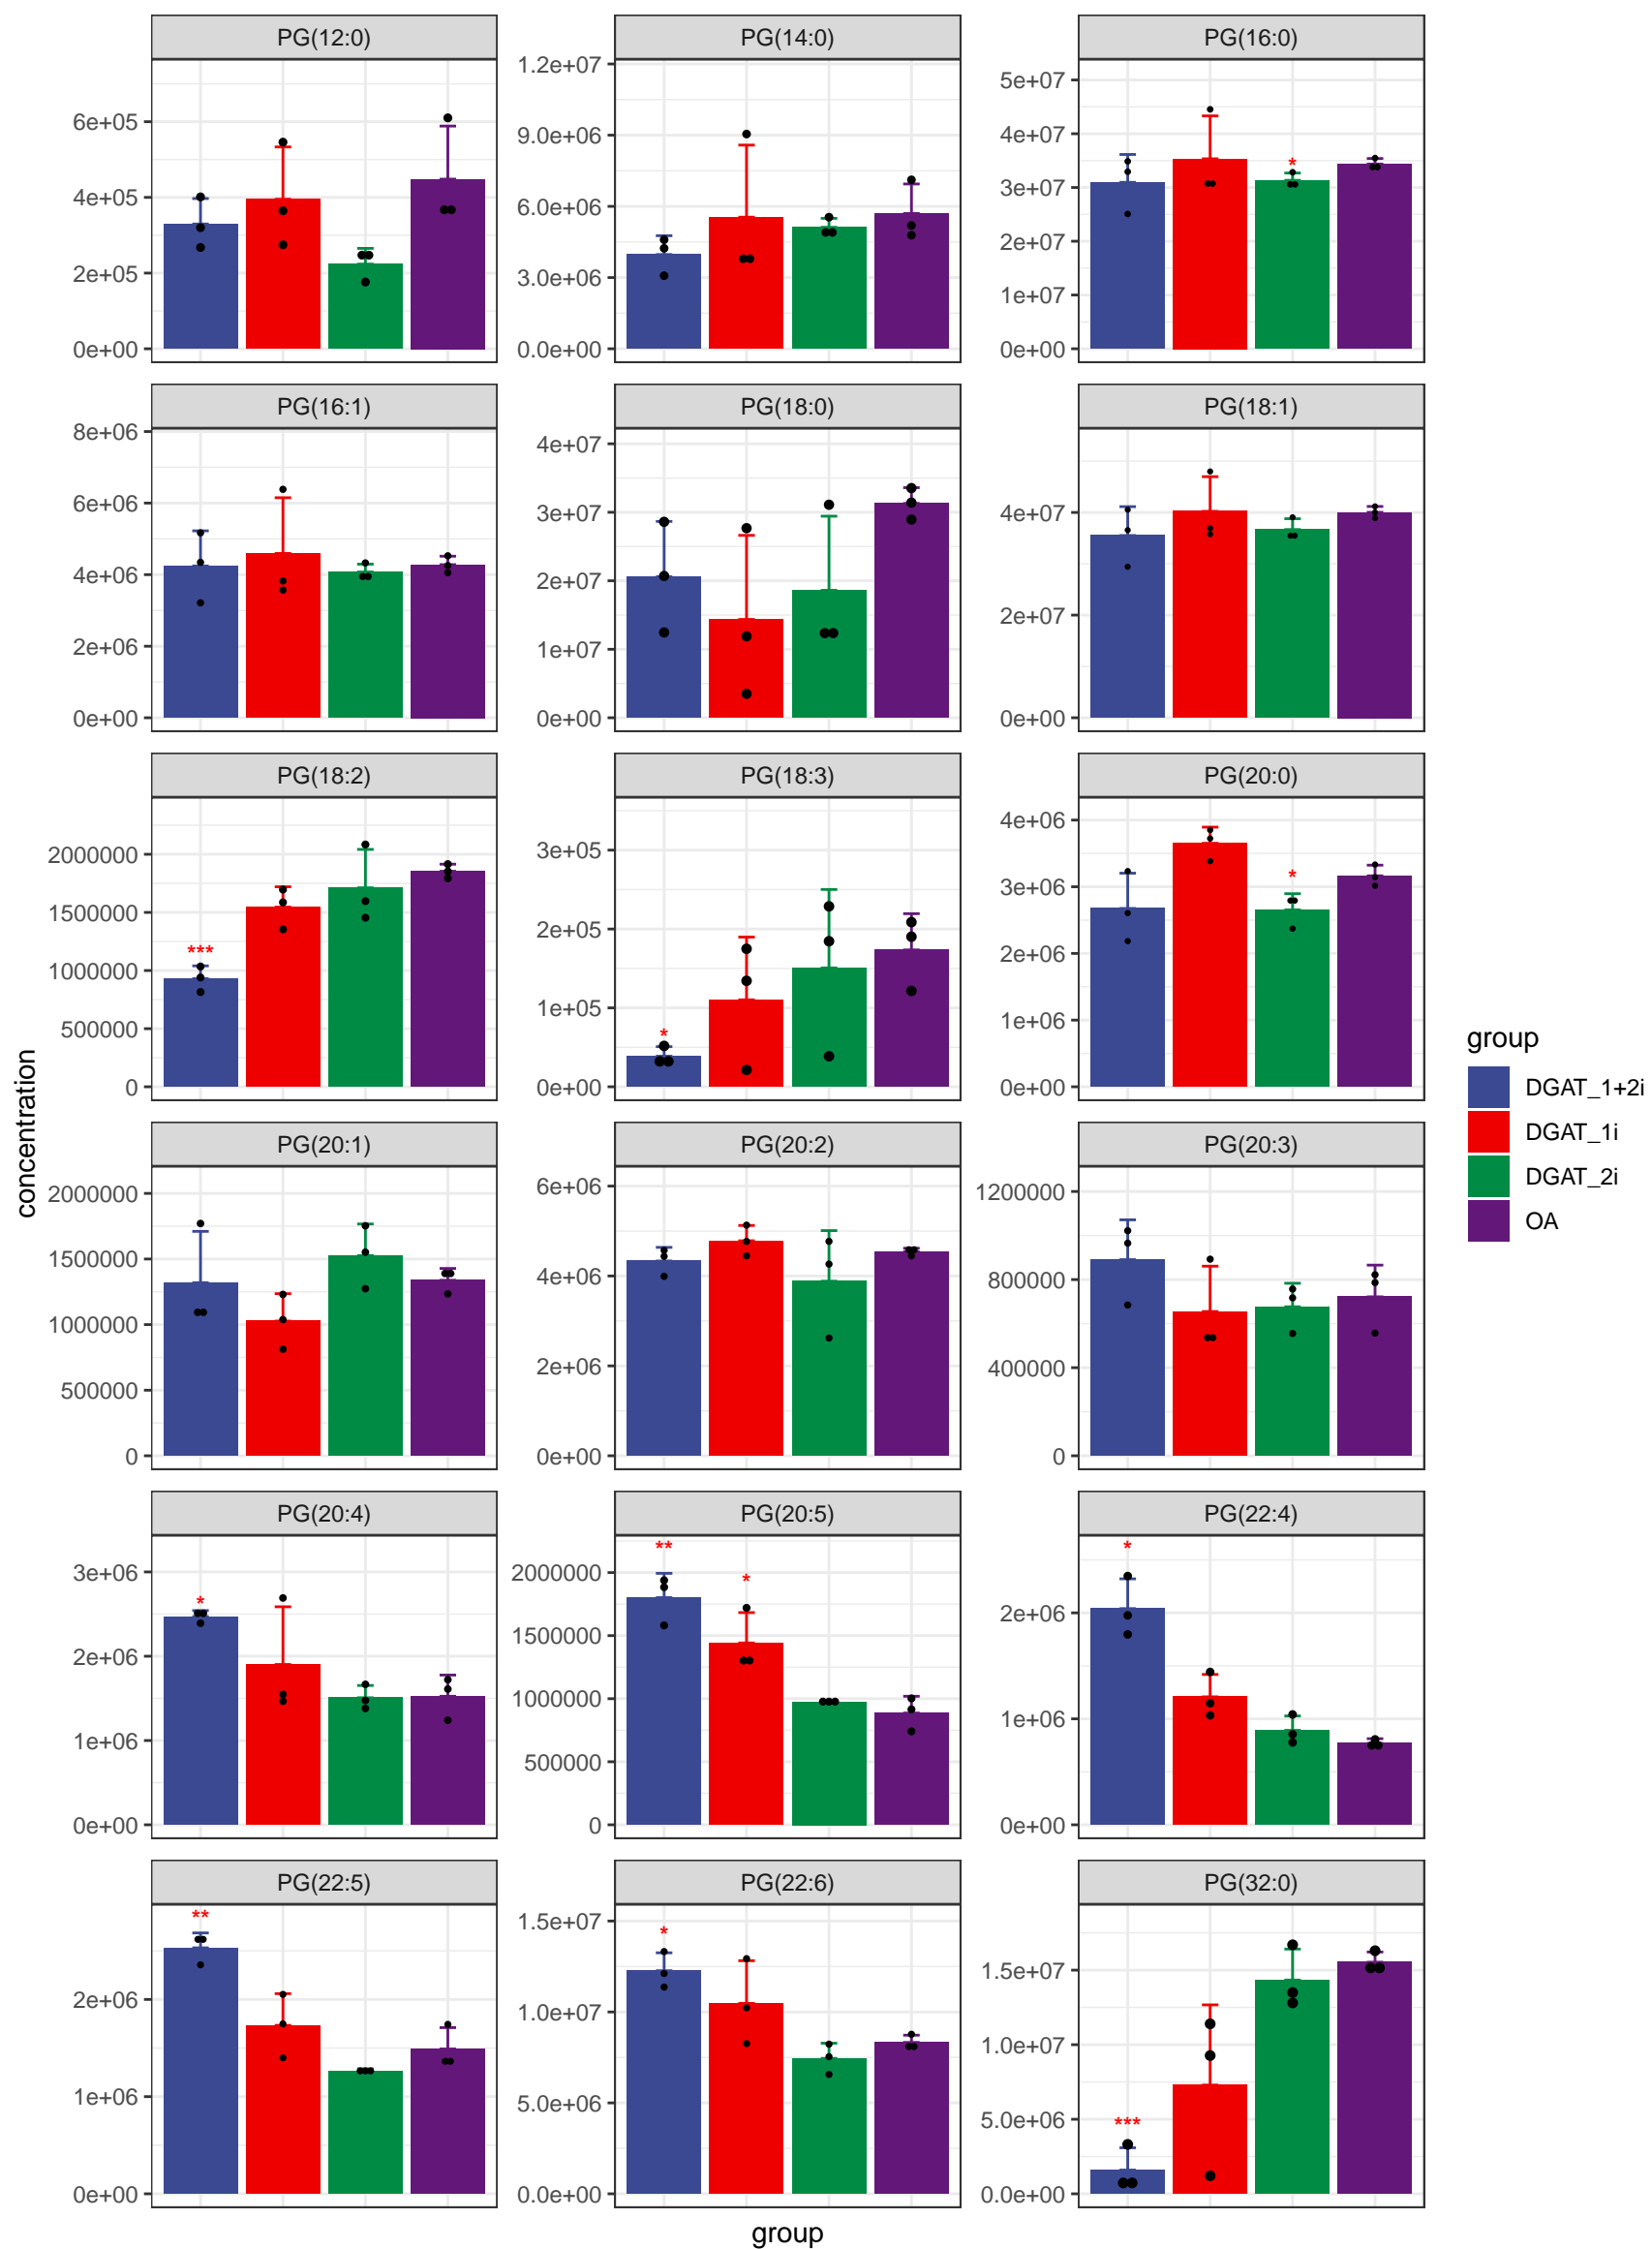 PG(12:0)
PG(14:0)
PG(16:0)
6e+05
4e+05
2e+05
0e+00
1.2e+07
9.0e+06
6.0e+06
3.0e+06
0.0e+00
5e+07
4e+07
3e+07
2e+07
1e+07
0e+00
*
PG(16:1)
PG(18:0)
PG(18:1)
8e+06
6e+06
4e+06
2e+06
0e+00
4e+07
3e+07
2e+07
1e+07
0e+00
4e+07
2e+07
0e+00
PG(18:2)
PG(18:3)
PG(20:0)
2000000
1500000
1000000
500000
0
***
3e+05
2e+05
1e+05
0e+00
*
4e+06
3e+06
2e+06
1e+06
0e+00
*
PG(20:1)
PG(20:2)
PG(20:3)
2000000
1500000
1000000
500000
0
6e+06
4e+06
2e+06
0e+00
1200000
800000
400000
0
PG(20:4)
PG(20:5)
PG(22:4)
3e+06
2e+06
1e+06
0e+00
*
2000000
1500000
1000000
500000
0
**
*
2e+06
1e+06
0e+00
*
PG(22:5)
PG(22:6)
PG(32:0)
2e+06
1e+06
0e+00
**
1.5e+07
1.0e+07
5.0e+06
0.0e+00
*
1.5e+07
1.0e+07
5.0e+06
0.0e+00
***
concentration
group
group
DGAT_1+2i
DGAT_1i
DGAT_2i
OA